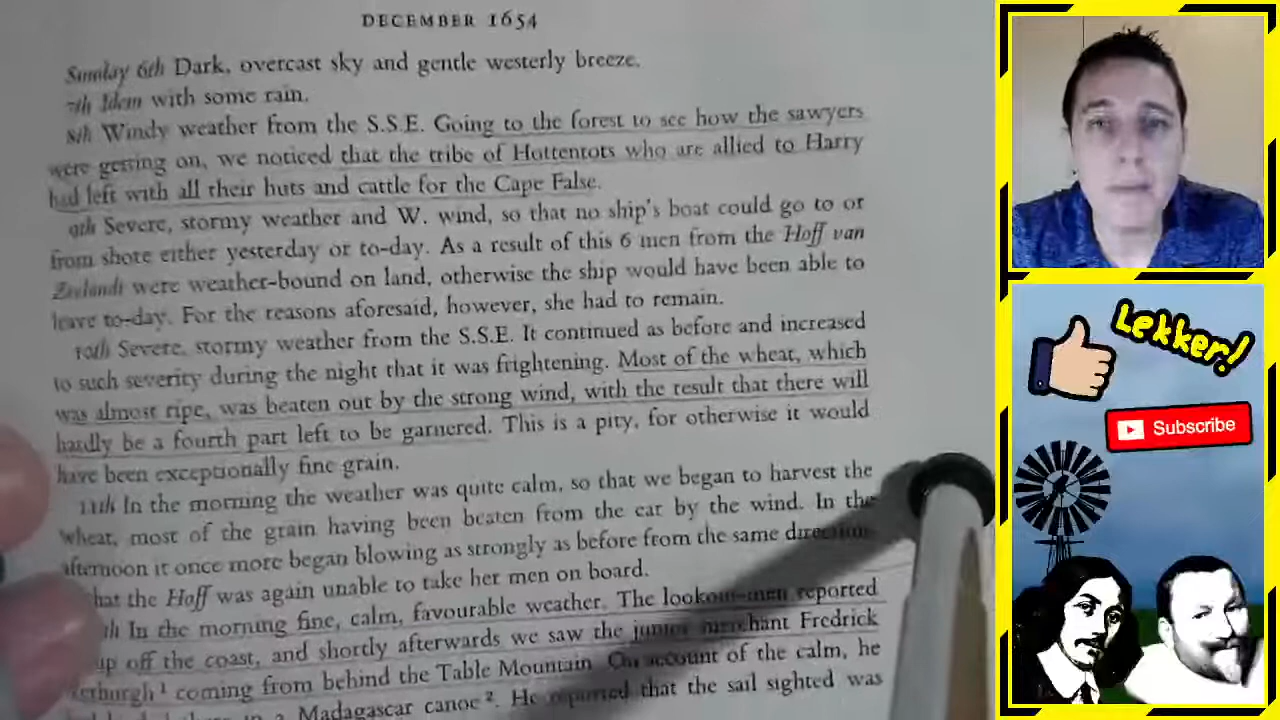 DECEMBER 1654
Sunday 6th Dark, overcast sky and gentle westerly breeze.
7th Idem with some rain.
8th Windy weather from the S.S.E. Going to the forest to see how the sawyers
were getting on, we noticed that the tribe of Hottentots who are allied to Harry
had left with all their huts and cattle for the Cape False.
9th Severe, stormy weather and W. wind, so that no ship's boat could go to or
from shore either yesterday or to-day. As a result of this 6 men from the Hoff van
Zeelandt were weather-bound on land, otherwise the ship would have been able to
leave to-day. For the reasons aforesaid, however, she had to remain.
10th Severe, stormy weather from the S.S.E. It continued as before and increased
to such severity during the night that it was frightening. Most of the wheat, which
was almost ripe, was beaten out by the strong wind, with the result that there will
hardly be a fourth part left to be garnered. This is a pity, for otherwise it would
have been exceptionally fine grain.
11th In the morning the weather was quite calm, so that we began to harvest the
wheat, most of the grain having been beaten from the ear by the wind. In the
afternoon it once more began blowing as strongly as before from the same direction
hat the Hoff was again unable to take her men on board.
th In the morning fine, calm, favourable weather. The lookout-men reported
up off the coast, and shortly afterwards we saw the junior merchant Fredrick
erburgh 1 coming from behind the Table Mountain. On account of the calm, he
in a Madagascar canoe 2. He reported that the sail sighted was
Lekker!
Subscribe